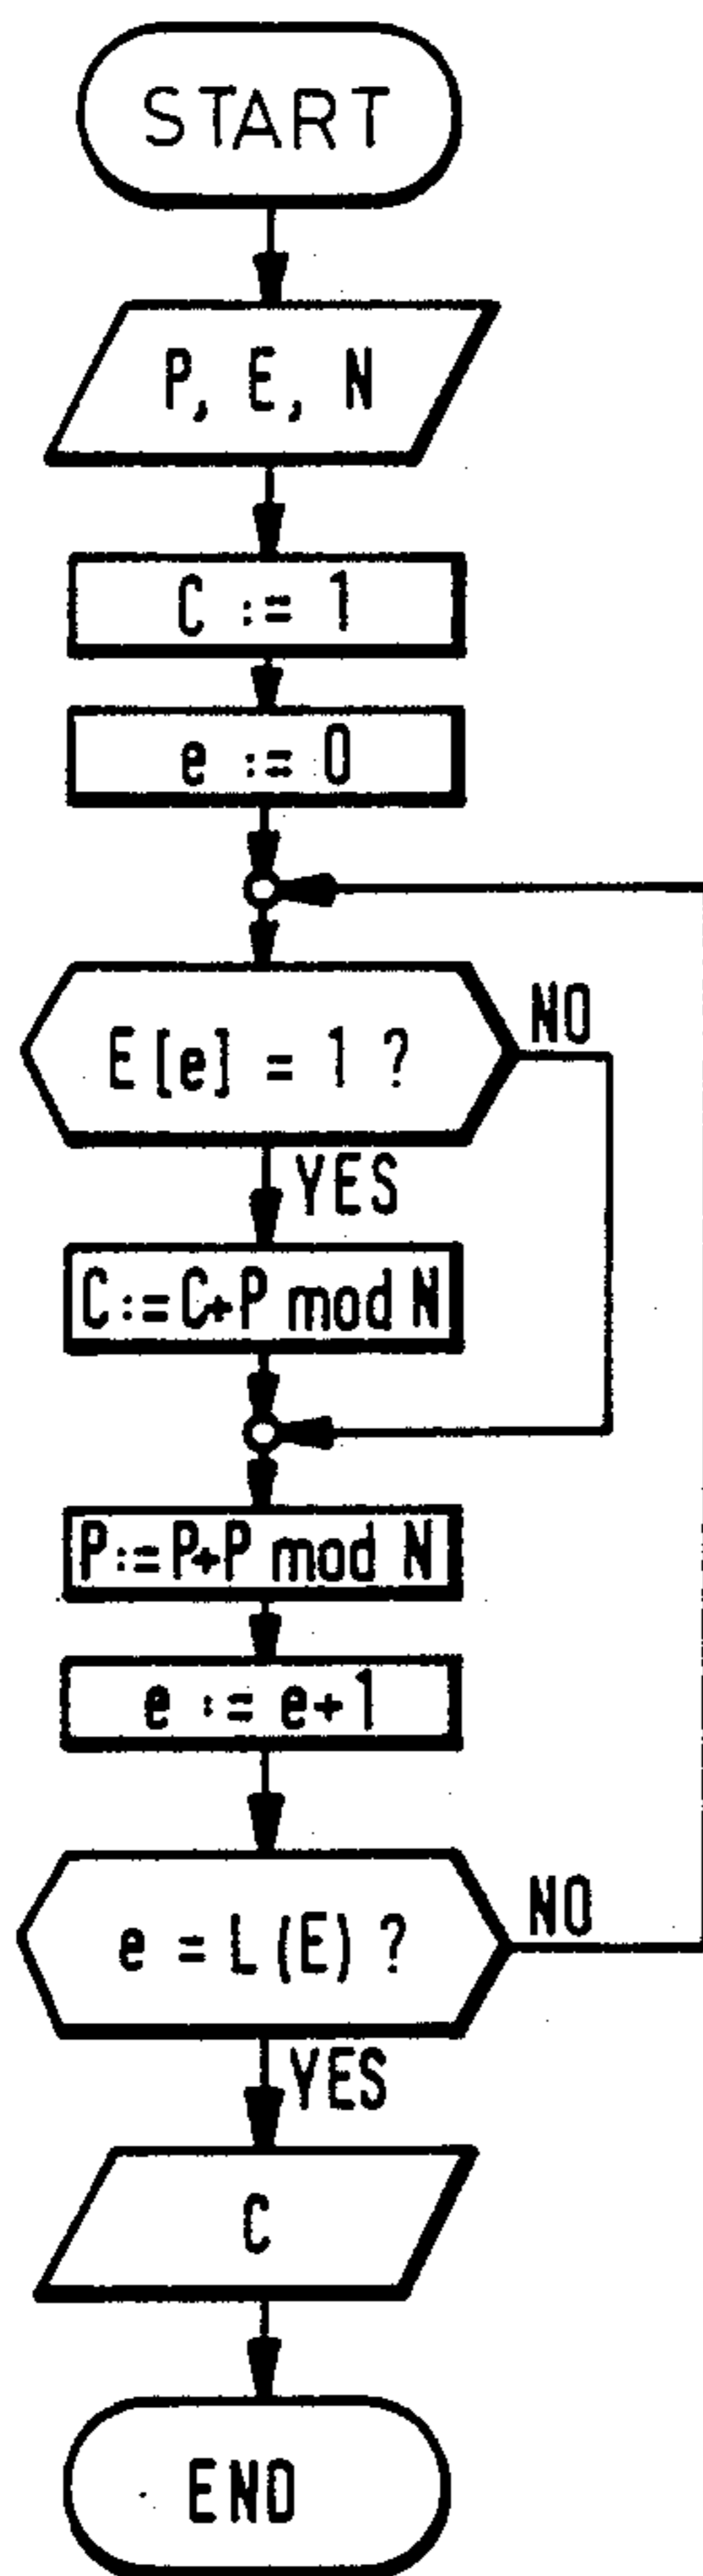 START
P, E, N
C := 1
e := 0
E [e] = 1 ?
NO
YES
C:=C+P mod N
P:=P+P mod N
e := e+1
e = L (E) ?
NO
YES
C
END